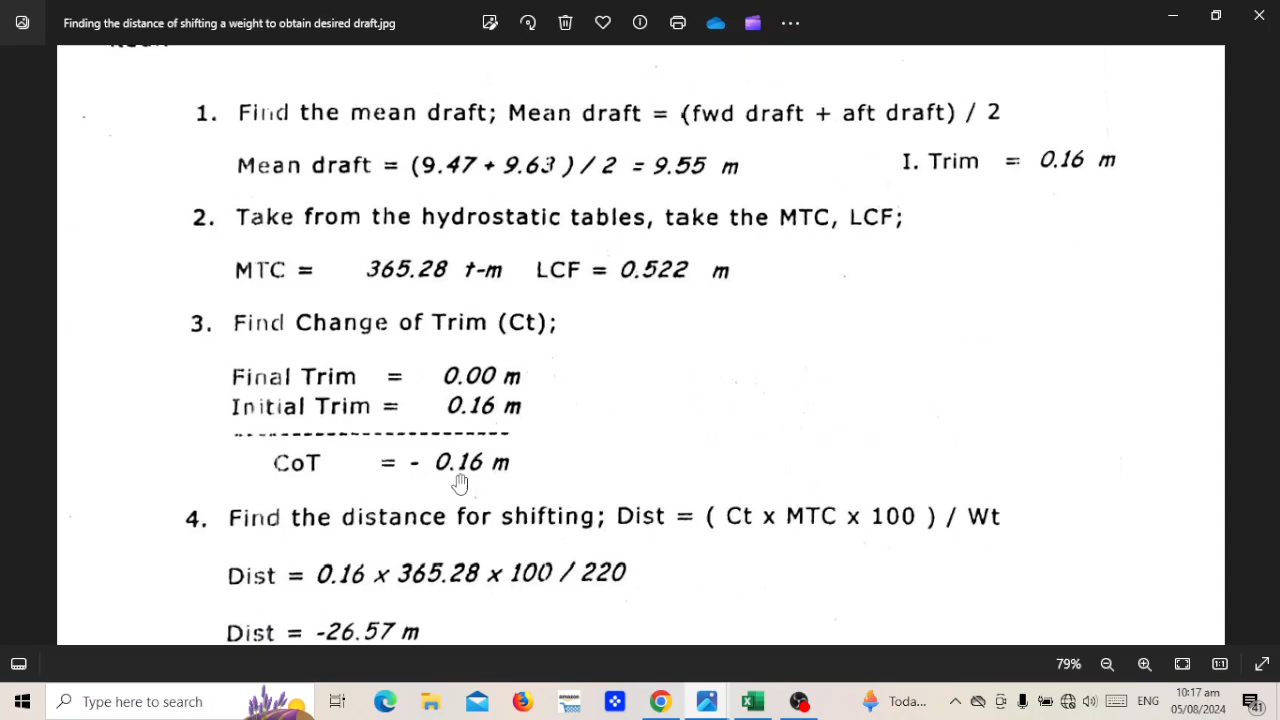 Finding the distance of shifting a weight to obtain desired draft.jpg
1. Find the mean draft; Mean draft = (fwd draft + aft draft) / 2
Mean draft = (9.47 + 9.63 ) / 2 = 9.55 m
I. Trim = 0.16 m
2. Take from the hydrostatic tables, take the MTC, LCF;
MTC = 365.28 t-m LCF = 0.522 m
3. Find Change of Trim (Ct);
Final Trim = 0.00 m
Initial Trim = 0.16 m
CoT = - 0.16 m
4. Find the distance for shifting; Dist = ( Ct x MTC x 100 ) / Wt
Dist = 0.16 x 365.28 x 100 / 220
Dist = -26.57 m
79%
1:1
Type here to search
amazon
Toda...
ENG
10:17 am
05/08/2024
41